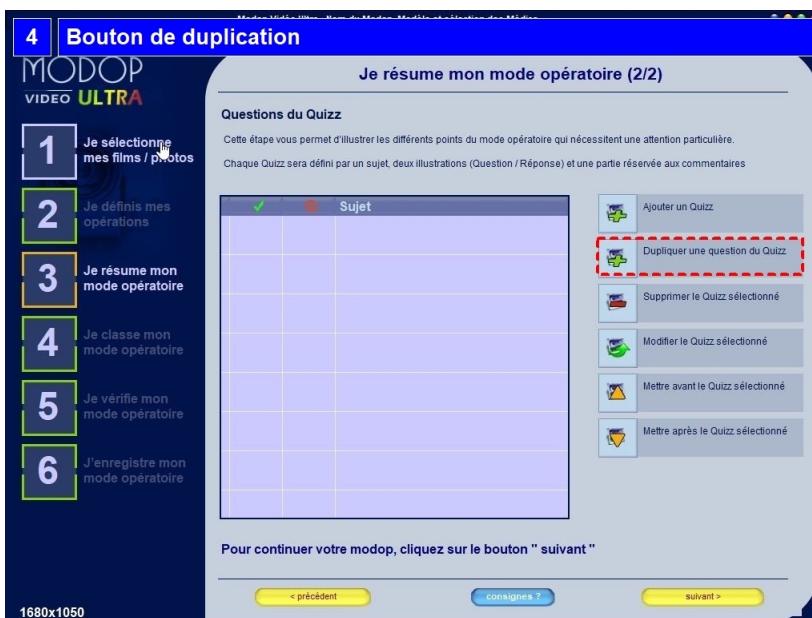 4 Bouton de duplication
MODOP
VIDEO ULTRA
Je résume mon mode opératoire (2/2)
Questions du Quizz
Cette étape vous permet d'illustrer les différents points du mode opératoire qui nécessitent une attention particulière.
Chaque Quizz sera défini par un sujet, deux illustrations (Question / Réponse) et une partie réservée aux commentaires
1 Je sélectionne
mes films / photos
2 Je définis mes
opérations
3 Je résume mon
mode opératoire
4 Je classe mon
mode opératoire
5 Je vérifie mon
mode opératoire
6 J'enregistre mon
mode opératoire
Sujet
Ajouter un Quizz
Dupliquer une question du Quizz
Supprimer le Quizz sélectionné
Modifier le Quizz sélectionné
Mettre avant le Quizz sélectionné
Mettre après le Quizz sélectionné
Pour continuer votre modop, cliquez sur le bouton " suivant "
< précédent
consignes ?
suivant >
1680x1050